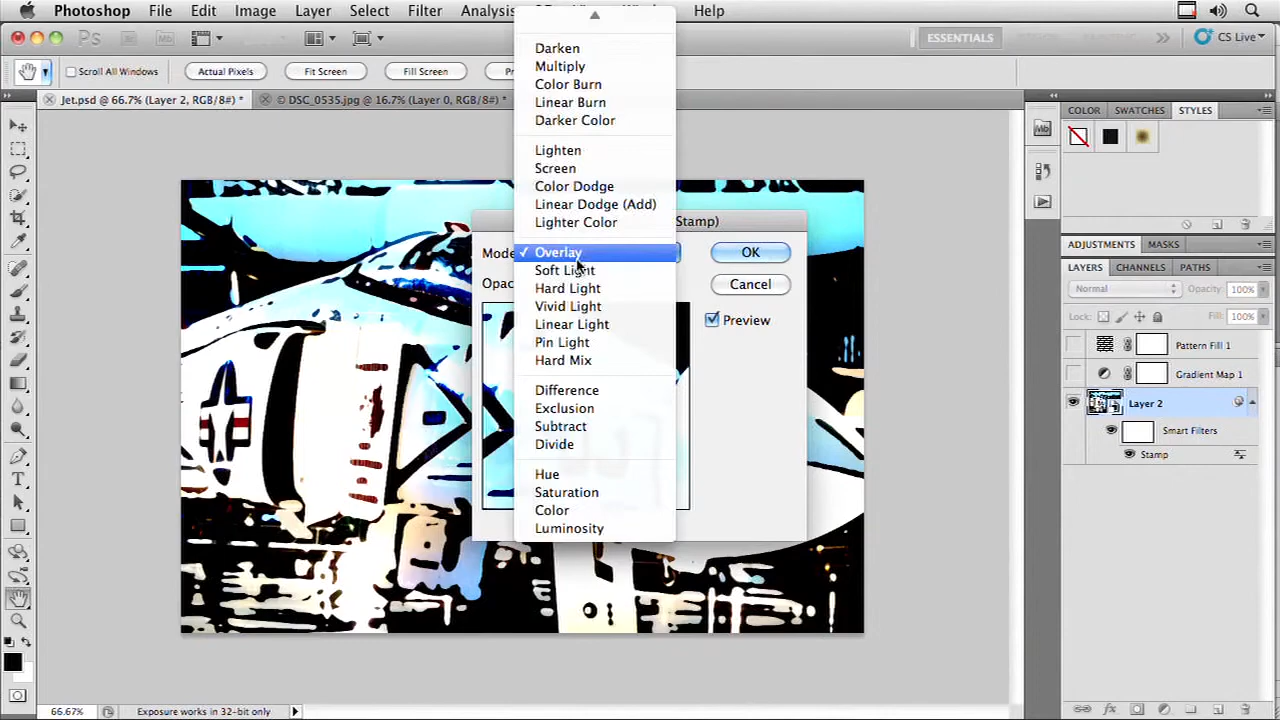 Photoshop File Edit Image Layer Select Filter Analysis Help
Ps Br Mb ESSENTIALS CS Live
Scroll All Windows Actual Pixels Fit Screen Fill Screen
Jet.psd @ 66.7% (Layer 2, RGB/8#) * © DSC_0535.jpg @ 16.7% (Layer 0, RGB/8#) *
Darken
Multiply
Color Burn
Linear Burn
Darker Color
Lighten
Screen
Color Dodge
Linear Dodge (Add)
Lighter Color
Overlay
Soft Light
Hard Light
Vivid Light
Linear Light
Pin Light
Hard Mix
Difference
Exclusion
Subtract
Divide
Hue
Saturation
Color
Luminosity
Stamp)
Mode
Opac
OK
Cancel
Preview
Mb
COLOR SWATCHES STYLES
ADJUSTMENTS MASKS
LAYERS CHANNELS PATHS
Normal Opacity: 100%
Lock: Fill: 100%
Pattern Fill 1
Gradient Map 1
Layer 2
Smart Filters
Stamp
66.67% Exposure works in 32-bit only